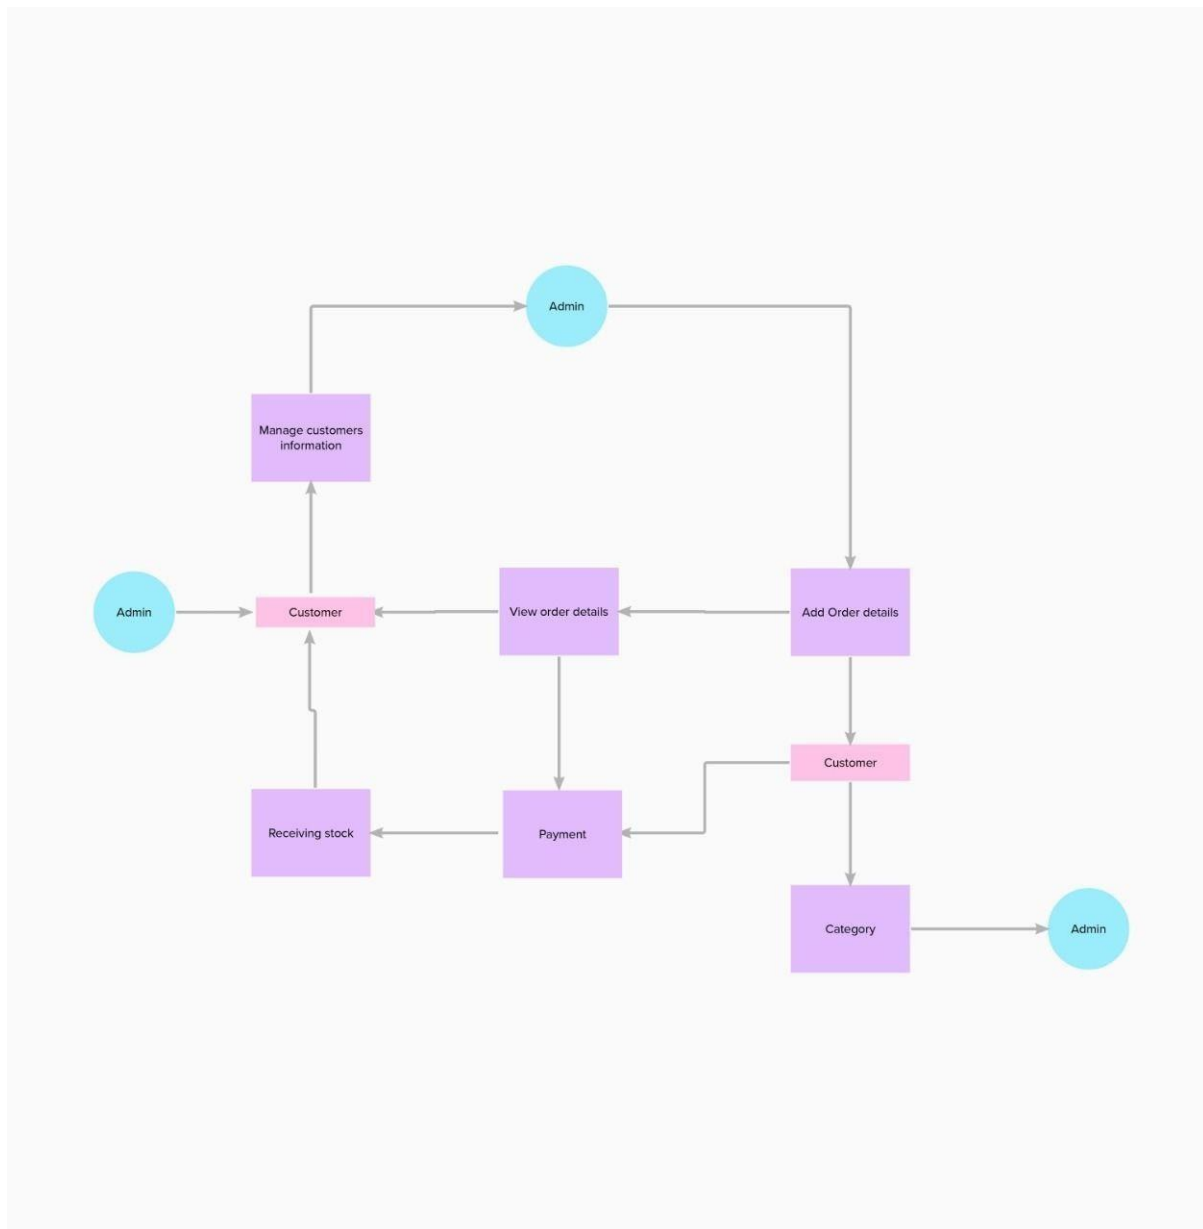 Admin
Manage customers
information
Admin
Customer
View order details
Add Order details
Customer
Receiving stock
Payment
Category
Admin